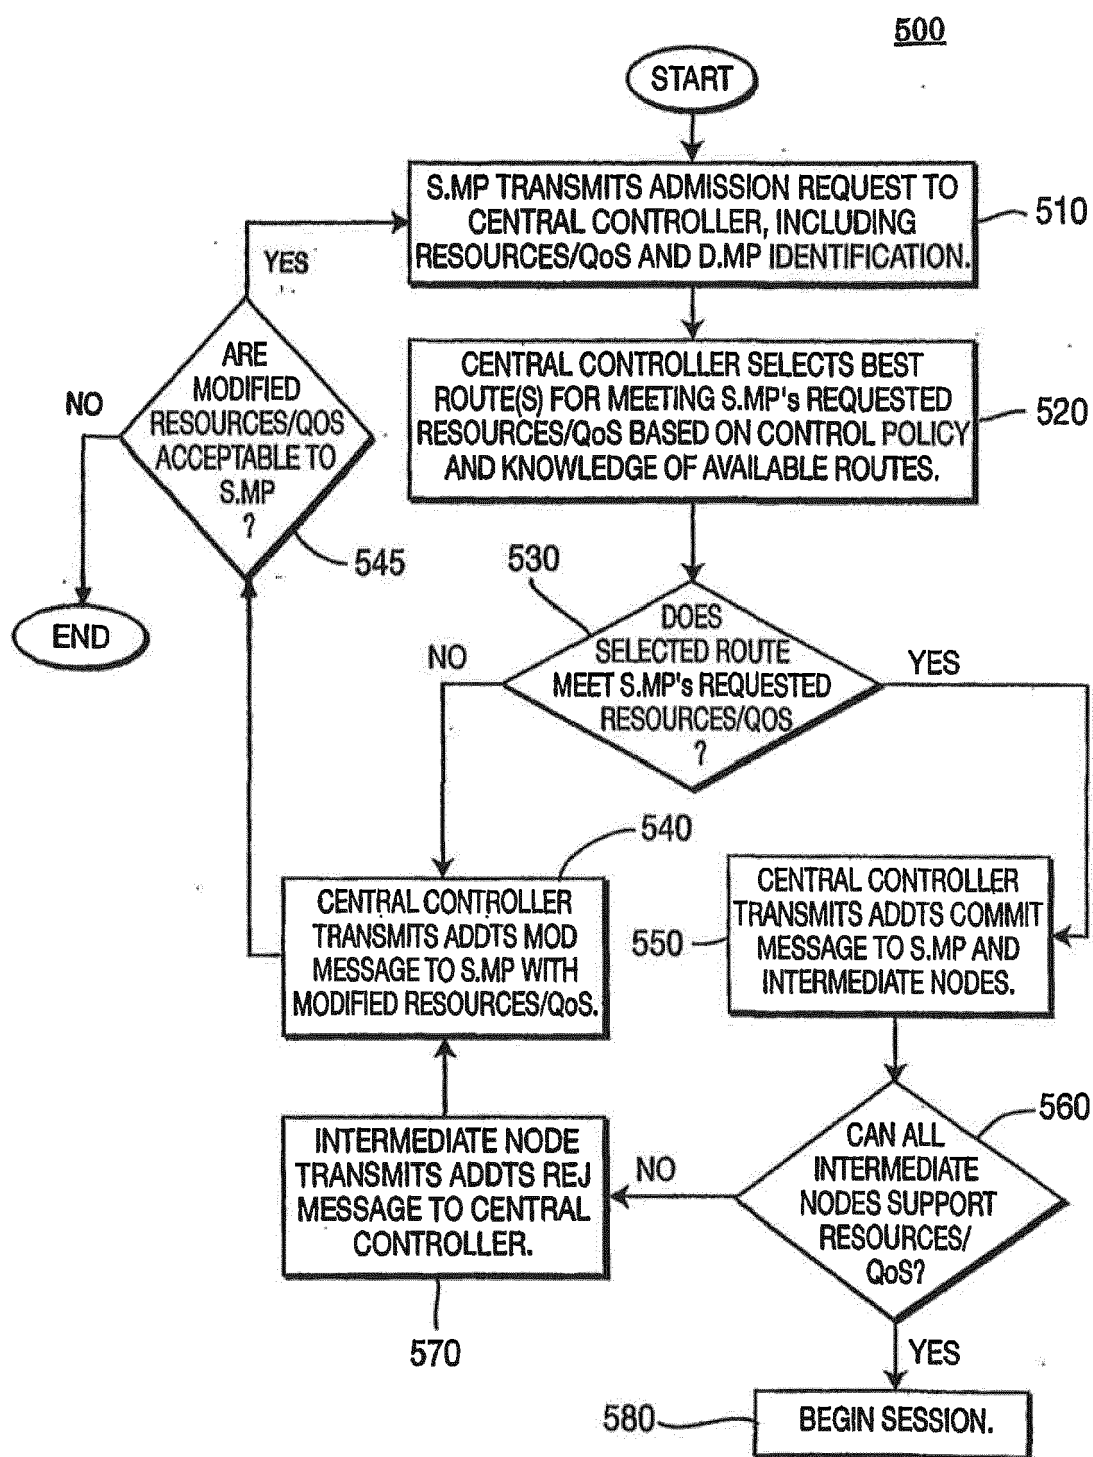 500
START
S.MP TRANSMITS ADMISSION REQUEST TO
CENTRAL CONTROLLER, INCLUDING
RESOURCES/QoS AND D.MP IDENTIFICATION.
510
YES
CENTRAL CONTROLLER SELECTS BEST
ROUTE(S) FOR MEETING S.MP's REQUESTED
RESOURCES/QoS BASED ON CONTROL POLICY
AND KNOWLEDGE OF AVAILABLE ROUTES.
520
ARE
MODIFIED
RESOURCES/QOS
ACCEPTABLE TO
S.MP
?
NO
545
END
530
DOES
SELECTED ROUTE
MEET S.MP's REQUESTED
RESOURCES/QOS
?
NO
YES
540
CENTRAL CONTROLLER
TRANSMITS ADDTS MOD
MESSAGE TO S.MP WITH
MODIFIED RESOURCES/QoS.
550
CENTRAL CONTROLLER
TRANSMITS ADDTS COMMIT
MESSAGE TO S.MP AND
INTERMEDIATE NODES.
560
CAN ALL
INTERMEDIATE
NODES SUPPORT
RESOURCES/
QoS?
NO
INTERMEDIATE NODE
TRANSMITS ADDTS REJ
MESSAGE TO CENTRAL
CONTROLLER.
570
YES
580
BEGIN SESSION.